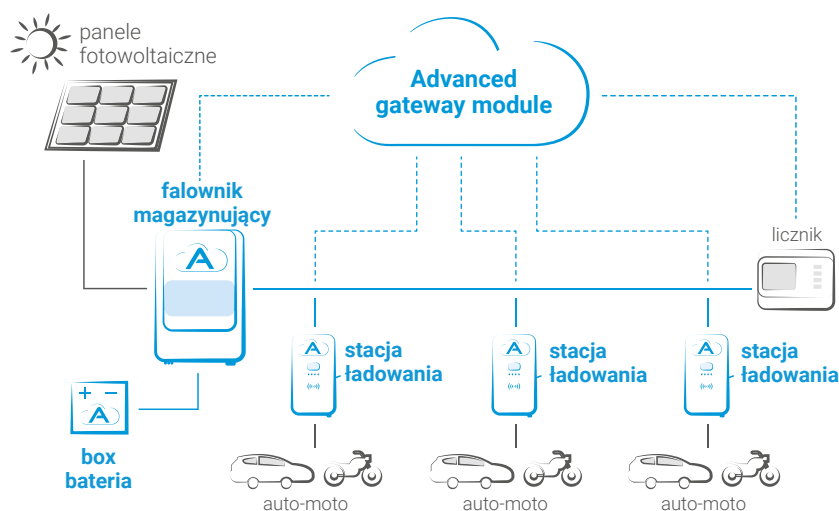 panele
fotowoltaiczne
Advanced
gateway module
falownik
magazynujący
licznik
A
A
stacja
ładowania
A
stacja
ładowania
A
stacja
ładowania
+ −
A
box
bateria
auto-moto
auto-moto
auto-moto